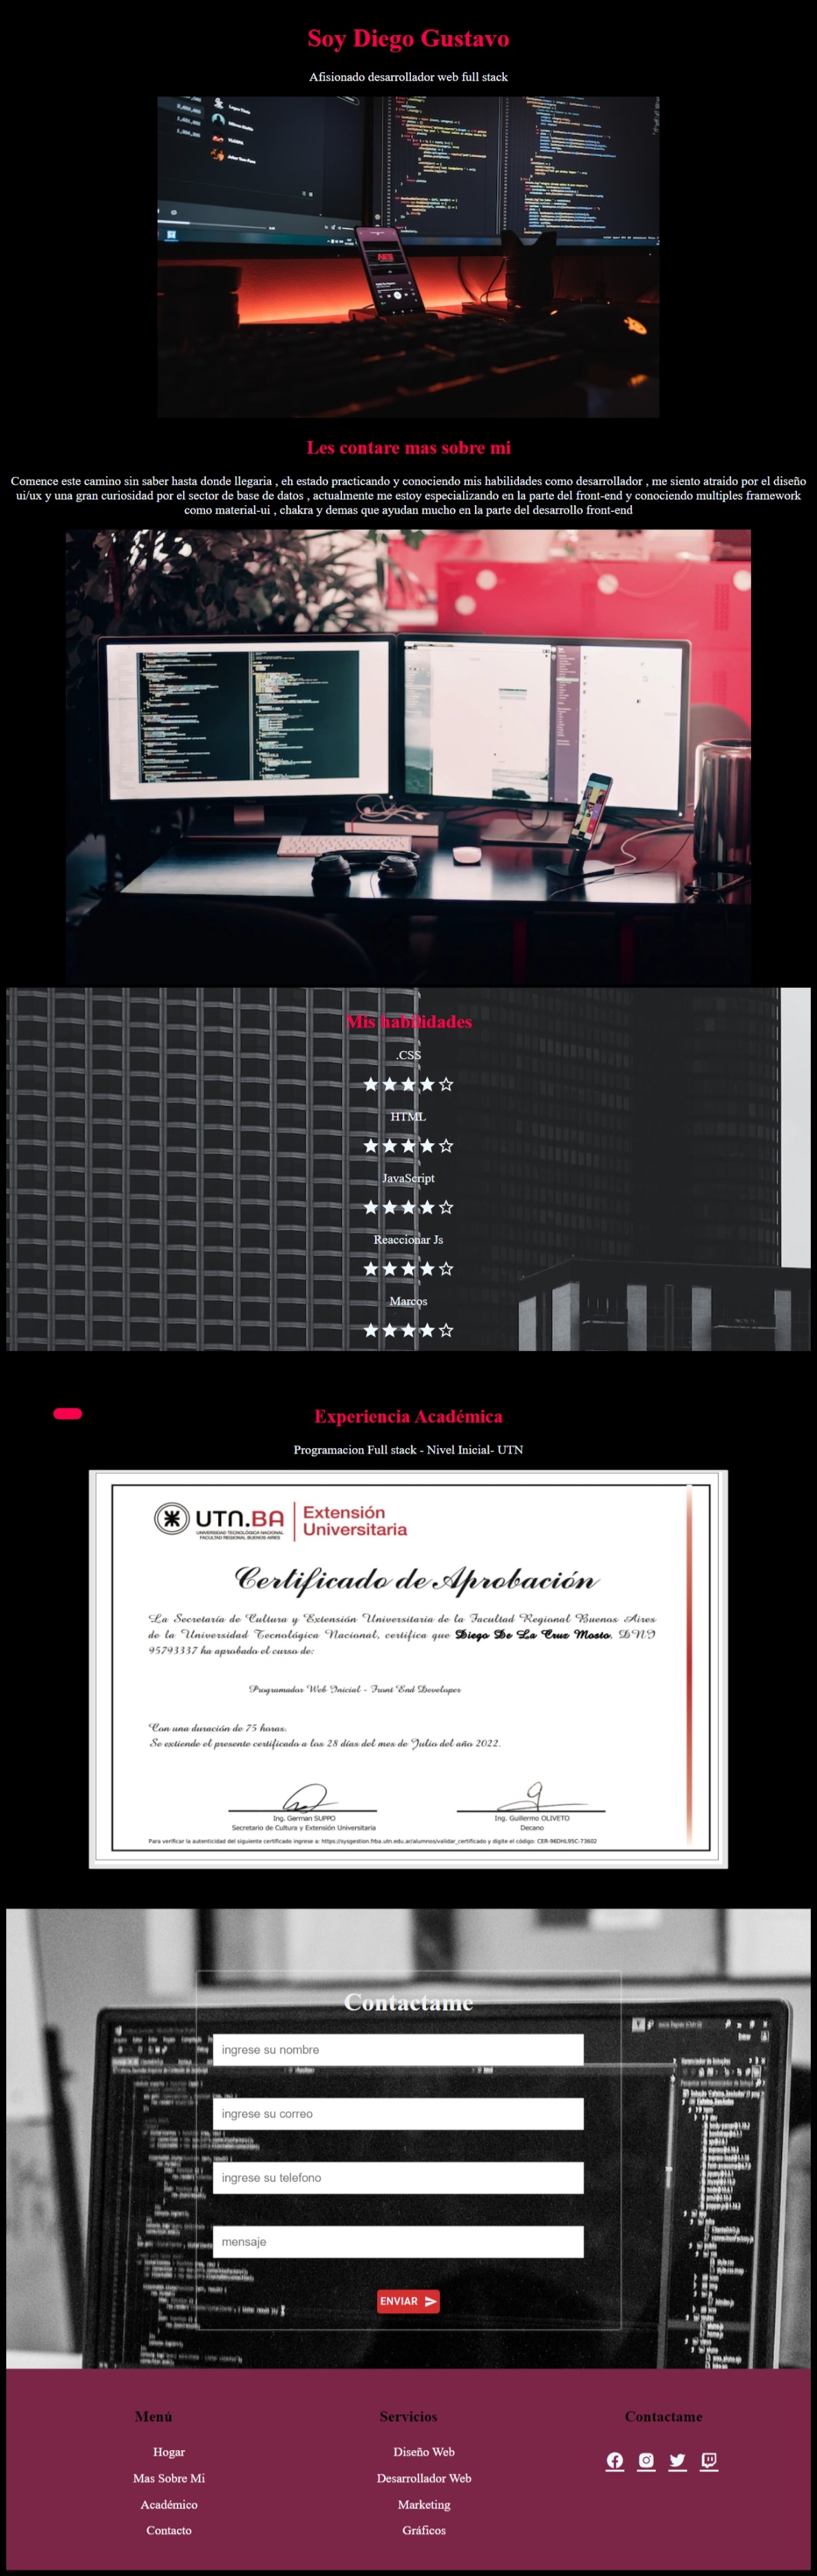 Soy Diego Gustavo
Afisionado desarrollador web full stack
Les contare mas sobre mi
Comence este camino sin saber hasta donde llegaria , eh estado practicando y conociendo mis habilidades como desarrollador , me siento atraido por el diseño
ui/ux y una gran curiosidad por el sector de base de datos , actualmente me estoy especializando en la parte del front-end y conociendo multiples framework
como material-ui , chakra y demas que ayudan mucho en la parte del desarrollo front-end
Mis habilidades
.CSS
HTML
JavaScript
Reaccionar Js
Marcos
Experiencia Académica
Programacion Full stack - Nivel Inicial- UTN
UTN.BA
UNIVERSIDAD TECNOLÓGICA NACIONAL
FACULTAD REGIONAL BUENOS AIRES
Extensión
Universitaria
Certificado de Aprobación
La Secretaría de Cultura y Extensión Universitaria de la Facultad Regional Buenos Aires
de la Universidad Tecnológica Nacional, certifica que Diego De La Cruz Mosto, DNI
95793337 ha aprobado el curso de:
Programador Web Inicial - Front End Developer
Con una duración de 75 horas.
Se extiende el presente certificado a los 28 días del mes de Julio del año 2022.
Ing. German SUPPO
Secretario de Cultura y Extensión Universitaria
Ing. Guillermo OLIVETO
Decano
Para verificar la autenticidad del siguiente certificado ingrese a: https://sysgestion.frba.utn.edu.ar/alumnos/validar_certificado y digite el código: CER-96DHL95C-73602
Contactame
ingrese su nombre
ingrese su correo
ingrese su telefono
mensaje
ENVIAR
Menú
Hogar
Mas Sobre Mi
Académico
Contacto
Servicios
Diseño Web
Desarrollador Web
Marketing
Gráficos
Contactame